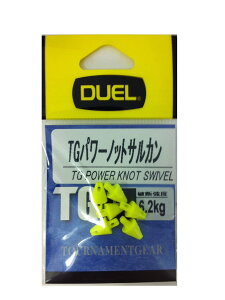 DUEL
TGパワーノットサルカン
TG POWER KNOT SWIVEL
TG
6.2kg
TOURNAMENTGEAR